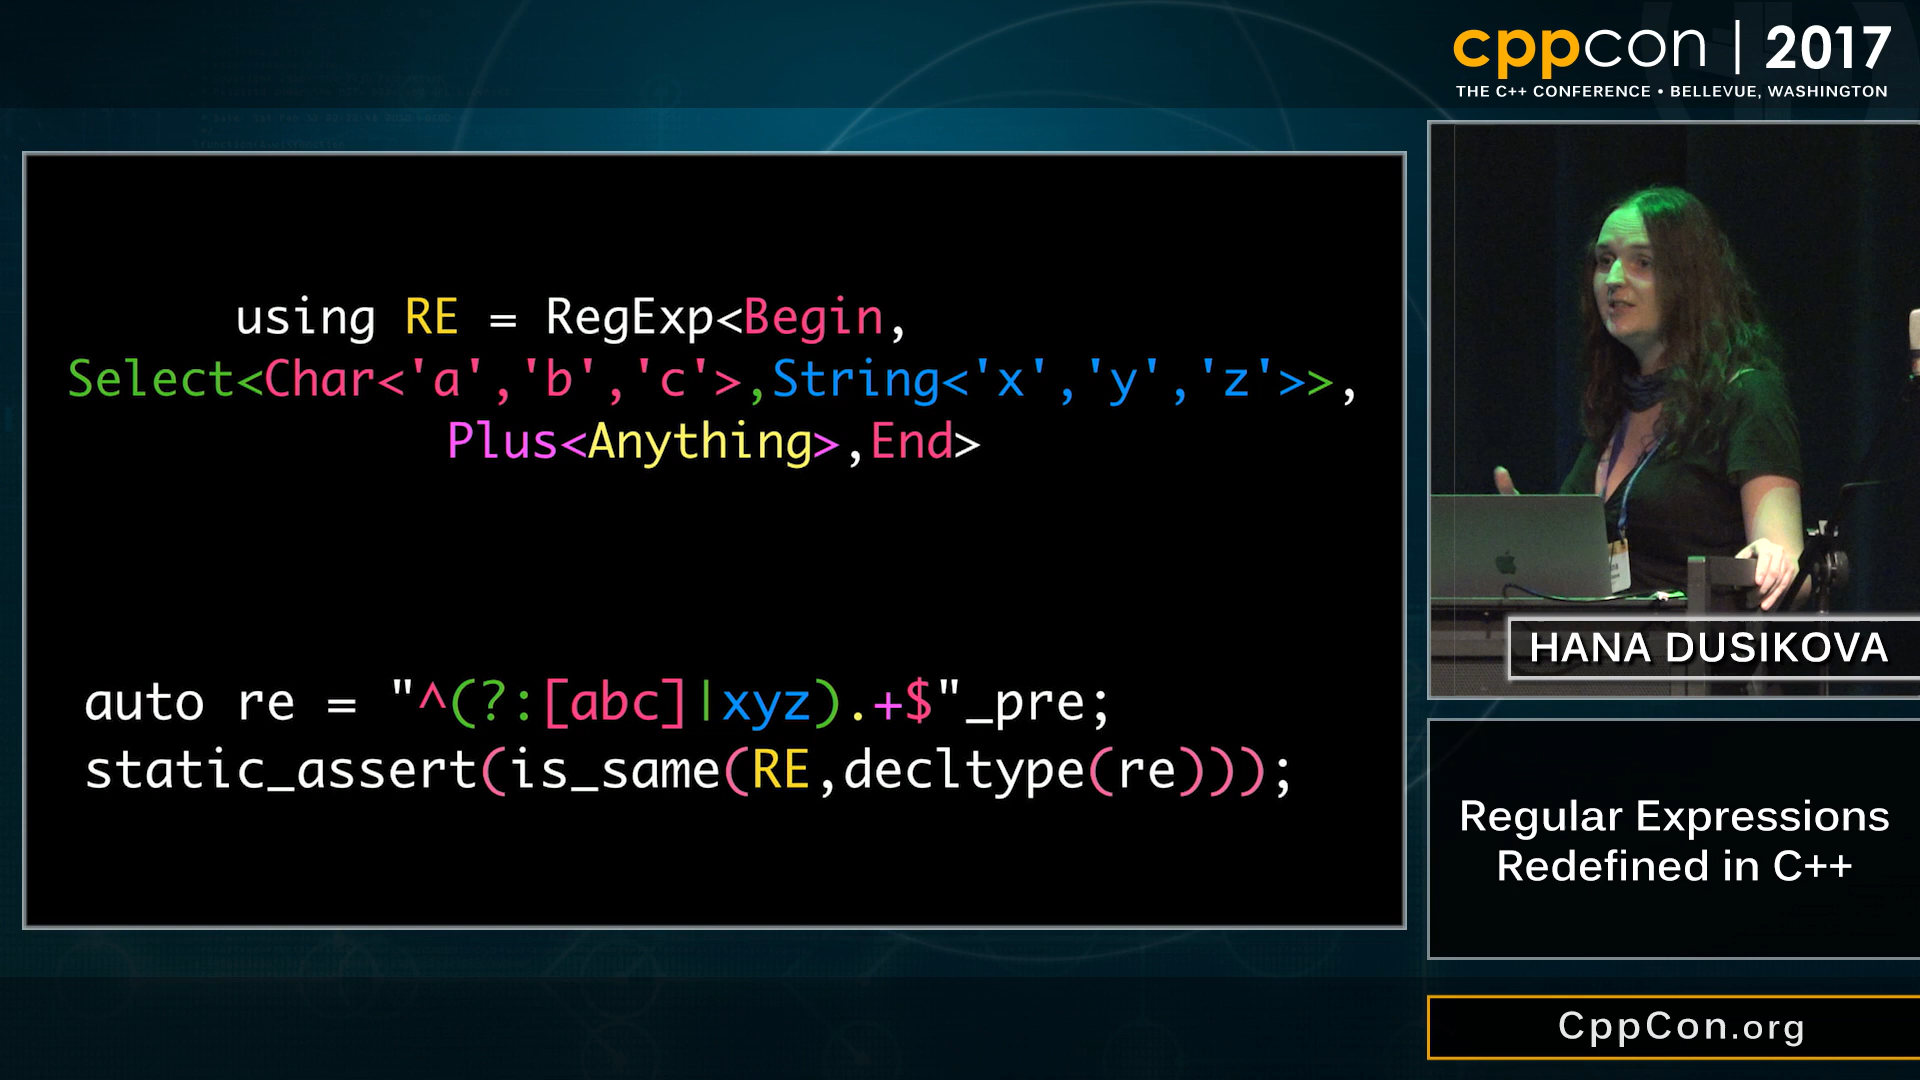 cppcon | 2017
THE C++ CONFERENCE • BELLEVUE, WASHINGTON
using RE = RegExp<Begin,
Select<Char<'a','b','c'>,String<'x','y','z'>>,
Plus<Anything>,End>
auto re = "^(?:[abc]|xyz).+$"_pre;
static_assert(is_same(RE,decltype(re)));
HANA DUSIKOVA
Regular Expressions
Redefined in C++
CppCon.org